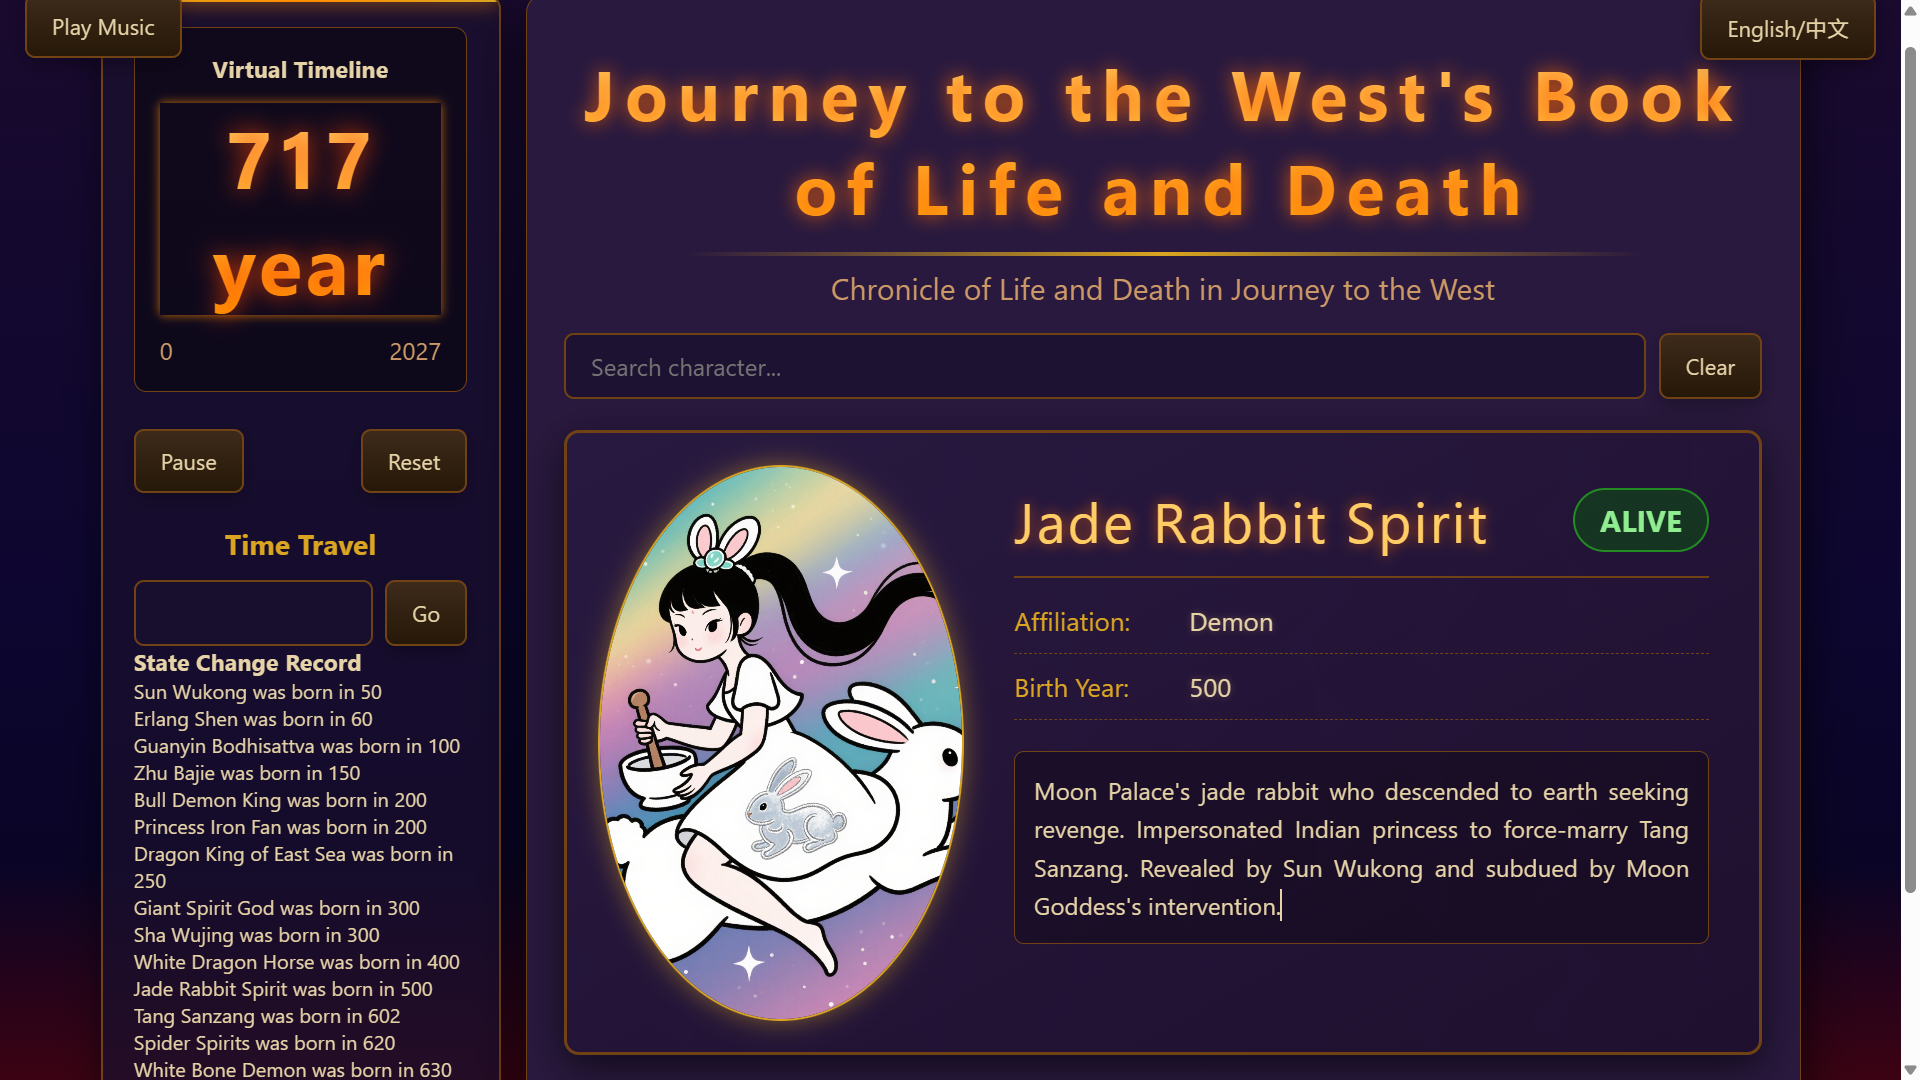 Play Music
English/中文
Virtual Timeline
717
year
0
2027
Pause
Reset
Time Travel
Go
State Change Record
Sun Wukong was born in 50
Erlang Shen was born in 60
Guanyin Bodhisattva was born in 100
Zhu Bajie was born in 150
Bull Demon King was born in 200
Princess Iron Fan was born in 200
Dragon King of East Sea was born in
250
Giant Spirit God was born in 300
Sha Wujing was born in 300
White Dragon Horse was born in 400
Jade Rabbit Spirit was born in 500
Tang Sanzang was born in 602
Spider Spirits was born in 620
White Bone Demon was born in 630
Journey to the West's Book
of Life and Death
Chronicle of Life and Death in Journey to the West
Search character...
Clear
Jade Rabbit Spirit
ALIVE
Affiliation: Demon
Birth Year: 500
Moon Palace's jade rabbit who descended to earth seeking
revenge. Impersonated Indian princess to force-marry Tang
Sanzang. Revealed by Sun Wukong and subdued by Moon
Goddess's intervention.